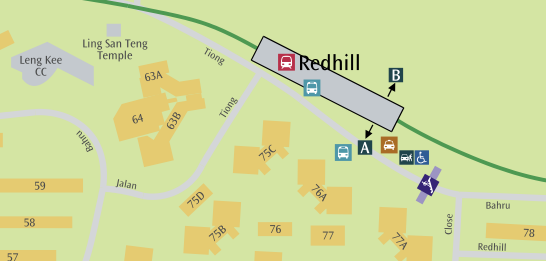 Ling San Teng
Temple
Leng Kee
CC
Tiong
Redhill
B
63A
64
63B
Tiong
Bahru
A
75C
59
Jalan
76A
75D
58
75B
76
77
77A
Close
Bahru
78
57
Redhill